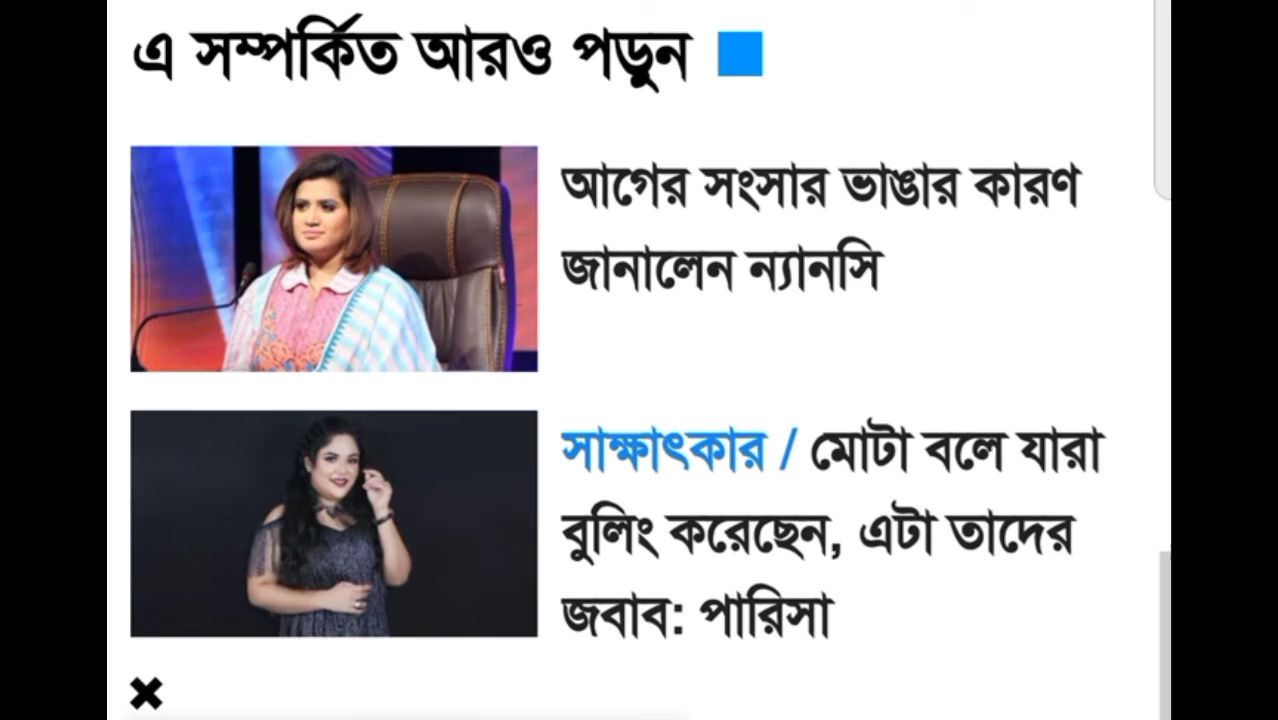 এ সম্পর্কিত আরও পড়ুন
আগের সংসার ভাঙার কারণ
জানালেন ন্যানসি
সাক্ষাৎকার / মোটা বলে যারা
বুলিং করেছেন, এটা তাদের
জবাব: পারিসা